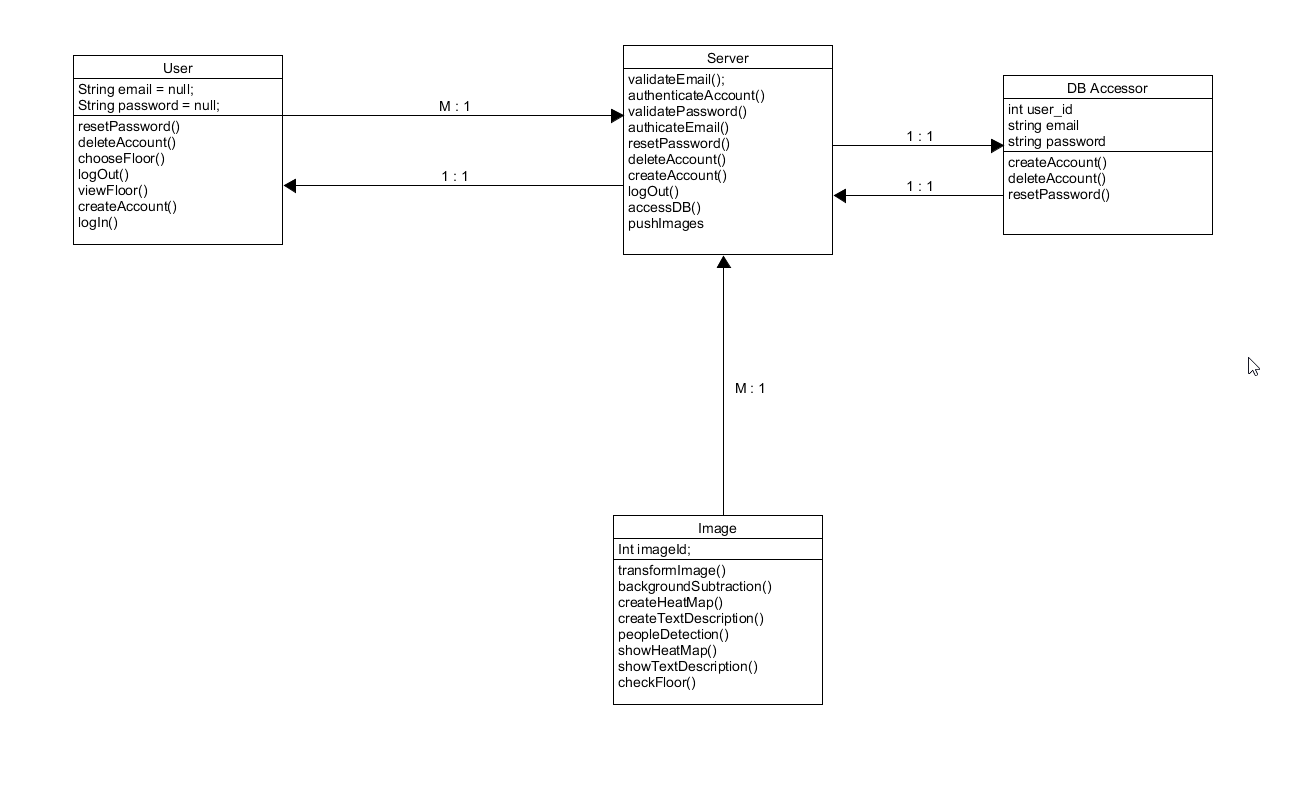 User
String email = null;
String password = null;
resetPassword()
deleteAccount()
chooseFloor()
logOut()
viewFloor()
createAccount()
logIn()
M : 1
1 : 1
Server
validateEmail();
authenticateAccount()
validatePassword()
authicateEmail()
resetPassword()
deleteAccount()
createAccount()
logOut()
accessDB()
pushImages
1 : 1
1 : 1
DB Accessor
int user_id
string email
string password
createAccount()
deleteAccount()
resetPassword()
M : 1
Image
Int imageId;
transformImage()
backgroundSubtraction()
createHeatMap()
createTextDescription()
peopleDetection()
showHeatMap()
showTextDescription()
checkFloor()